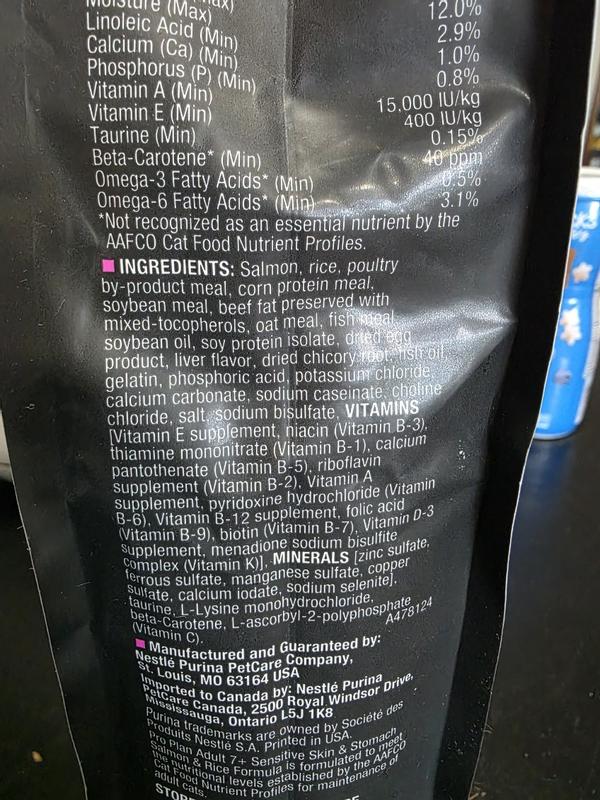 Moisture (Max) 12.0%
Linoleic Acid (Min) 2.9%
Calcium (Ca) (Min) 1.0%
Phosphorus (P) (Min) 0.8%
Vitamin A (Min) 15.000 IU/kg
Vitamin E (Min) 400 IU/kg
Taurine (Min) 0.15%
Beta-Carotene* (Min) 40 ppm
Omega-3 Fatty Acids* (Min) 0.5%
Omega-6 Fatty Acids* (Min) 3.1%
*Not recognized as an essential nutrient by the
AAFCO Cat Food Nutrient Profiles.
INGREDIENTS: Salmon, rice, poultry
by-product meal, corn protein meal,
soybean meal, beef fat preserved with
mixed-tocopherols, oat meal, fish meal,
soybean oil, soy protein isolate, dried egg
product, liver flavor, dried chicory root, fish oil,
gelatin, phosphoric acid, potassium chloride,
calcium carbonate, sodium caseinate, choline
chloride, salt, sodium bisulfate, VITAMINS
[Vitamin E supplement, niacin (Vitamin B-3),
thiamine mononitrate (Vitamin B-1), calcium
pantothenate (Vitamin B-5), riboflavin
supplement (Vitamin B-2), Vitamin A
supplement, pyridoxine hydrochloride (Vitamin
B-6), Vitamin B-12 supplement, folic acid
(Vitamin B-9), biotin (Vitamin B-7), Vitamin D-3
supplement, menadione sodium bisulfite
complex (Vitamin K)], MINERALS [zinc sulfate,
ferrous sulfate, manganese sulfate, copper
sulfate, calcium iodate, sodium selenite],
taurine, L-Lysine monohydrochloride,
beta-Carotene, L-ascorbyl-2-polyphosphate
(Vitamin C). A478124
Manufactured and Guaranteed by:
Nestlé Purina PetCare Company,
St. Louis, MO 63164 USA
Imported to Canada by: Nestlé Purina
PetCare Canada, 2500 Royal Windsor Drive,
Mississauga, Ontario L5J 1K8
Purina trademarks are owned by Société des
Produits Nestlé S.A. Printed in USA.
Pro Plan Adult 7+ Sensitive Skin & Stomach
Salmon & Rice Formula is formulated to meet
the nutritional levels established by the AAFCO
Cat Food Nutrient Profiles for maintenance of
adult cats.